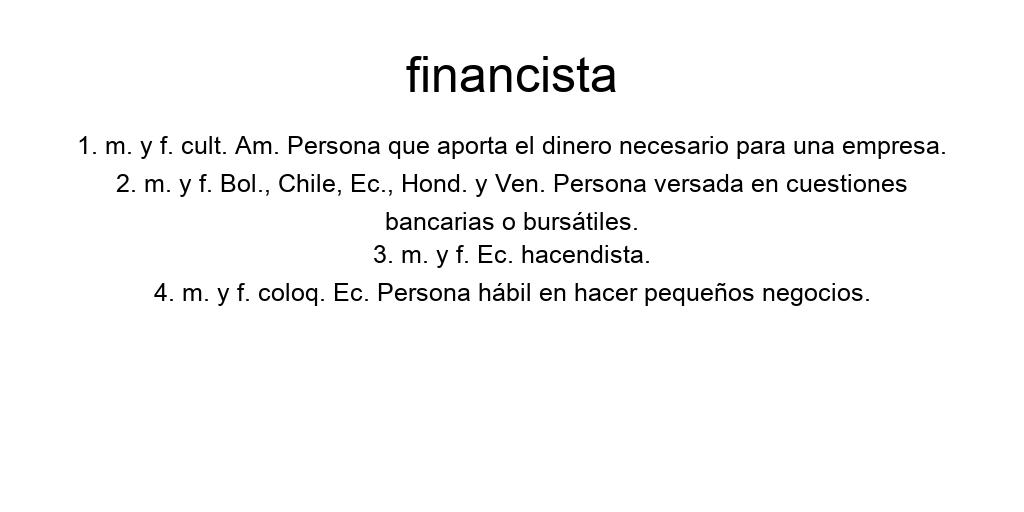 financista
1. m. y f. cult. Am. Persona que aporta el dinero necesario para una empresa.
2. m. y f. Bol., Chile, Ec., Hond. y Ven. Persona versada en cuestiones
bancarias o bursátiles.
3. m. y f. Ec. hacendista.
4. m. y f. coloq. Ec. Persona hábil en hacer pequeños negocios.